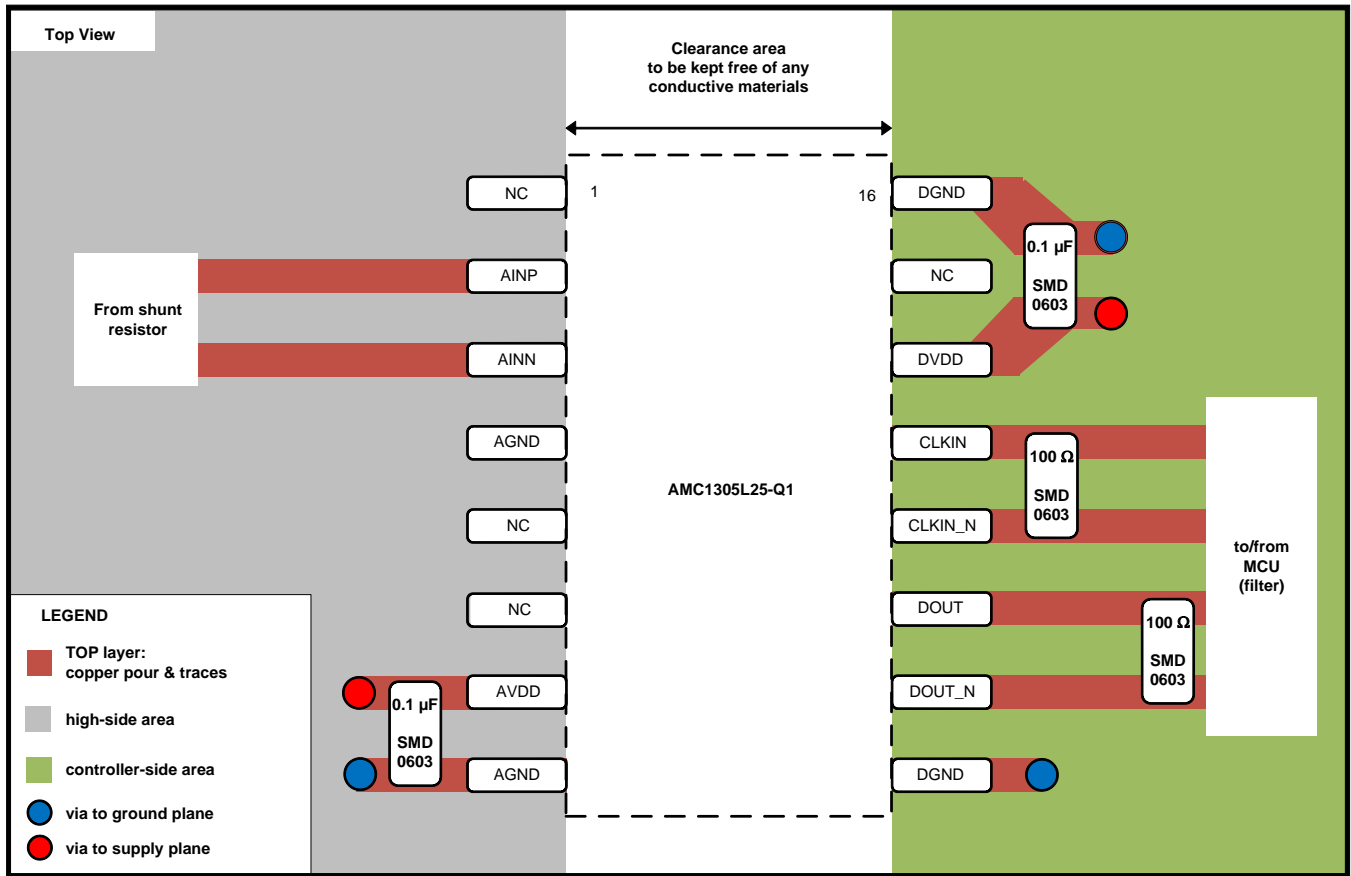 Top View
Clearance area
to be kept free of any
conductive materials
1
16
NC
AINP
AINN
AGND
NC
NC
AVDD
AGND
DGND
NC
DVDD
CLKIN
CLKIN_N
DOUT
DOUT_N
DGND
From shunt
resistor
AMC1305L25-Q1
0.1 µF
SMD
0603
100 Ω
SMD
0603
100 Ω
SMD
0603
to/from
MCU
(filter)
0.1 µF
SMD
0603
LEGEND
TOP layer:
copper pour & traces
high-side area
controller-side area
via to ground plane
via to supply plane